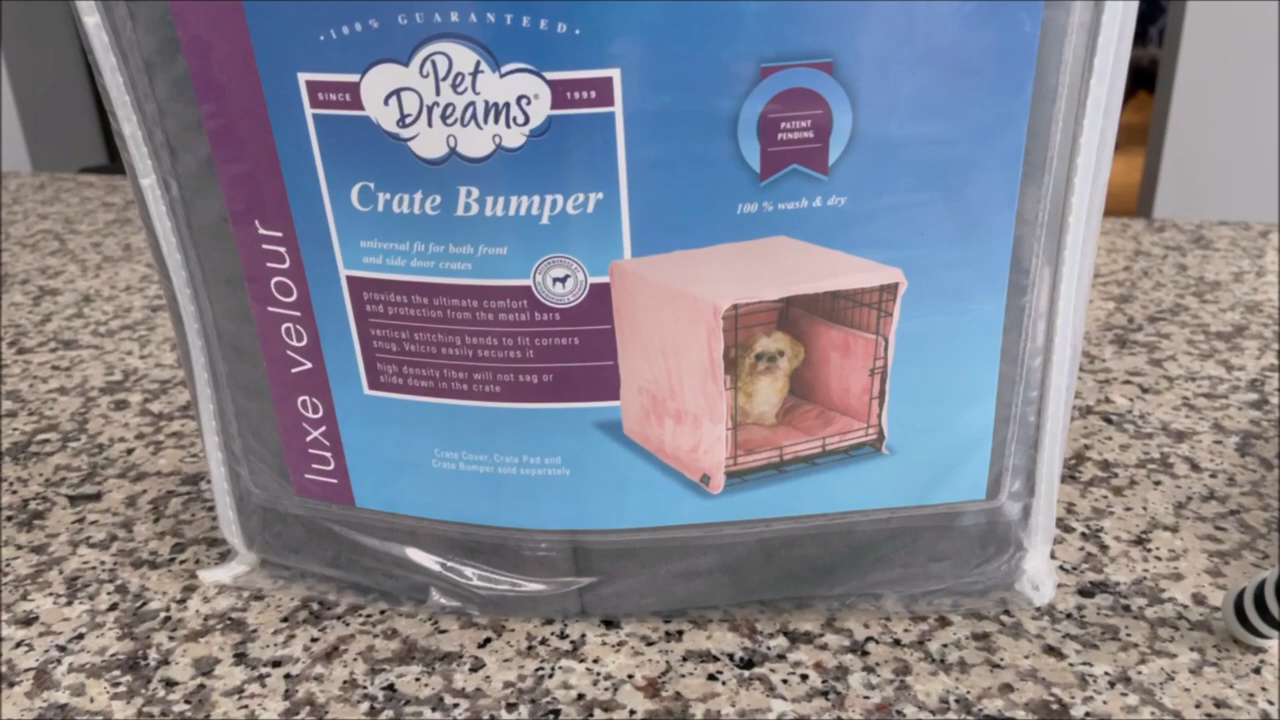 • 100% GUARANTEED •
SINCE
Pet
Dreams®
1999
Crate Bumper
universal fit for both front
and side door crates
provides the ultimate comfort
and protection from the metal bars
vertical stitching bends to fit corners
snug, Velcro easily secures it
high density fiber will not sag or
slide down in the crate
Crate Cover, Crate Pad and
Crate Bumper sold separately
luxe velour
PATENT
PENDING
100 % wash & dry